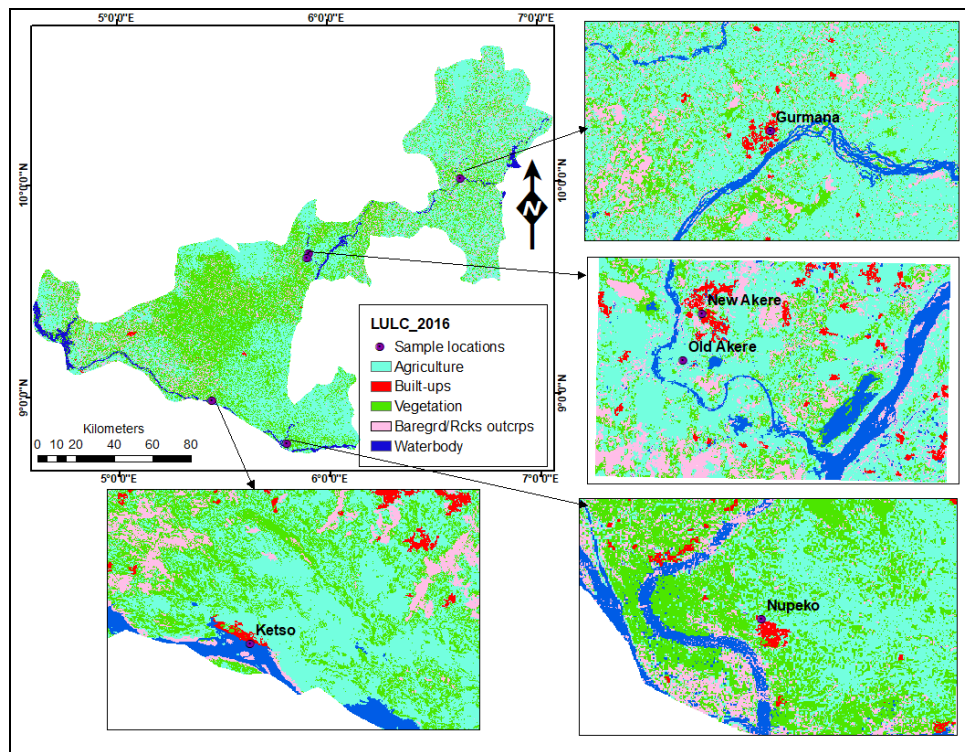 5°0'0"E
6°0'0"E
7°0'0"E
10°0'0"N
10°0'0"N
9°0'0"N
9°0'0"N
N
LULC_2016
Sample locations
Agriculture
Built-ups
Vegetation
Baregrd/Rcks outcrps
Waterbody
Kilometers
0 10 20 40 60 80
5°0'0"E
6°0'0"E
7°0'0"E
Gurmana
New Akere
Old Akere
Ketso
Nupeko